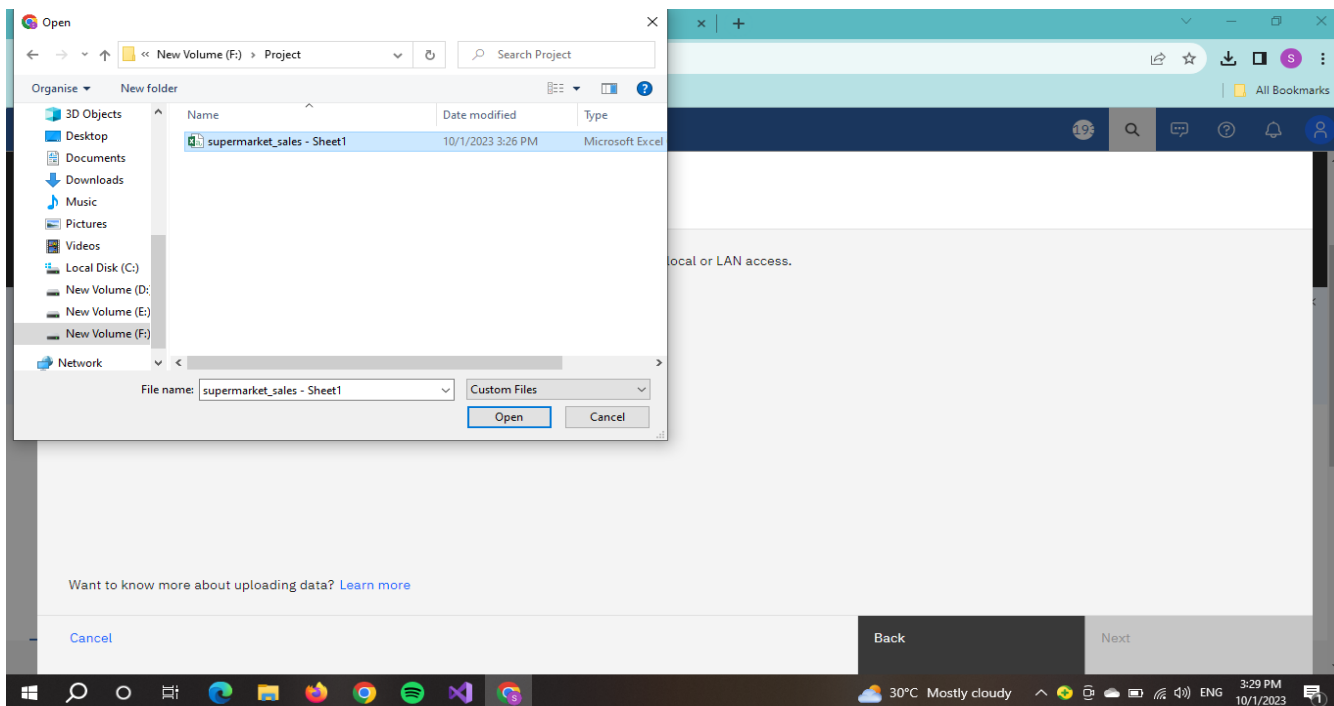 Open
New Volume (F:) Project
Search Project
S
Organise
New folder
All Bookmarks
3D Objects
Name
Date modified
Type
Desktop
supermarket_sales - Sheet1
10/1/2023 3:26 PM
Microsoft Excel
Documents
Downloads
Music
Pictures
Videos
Local Disk (C:)
local or LAN access.
New Volume (D:
New Volume (E:)
New Volume (F:)
Network
File name:
supermarket_sales - Sheet1
Custom Files
Open
Cancel
Want to know more about uploading data? Learn more
Cancel
Back
Next
30°C Mostly cloudy
ENG
3:29 PM
10/1/2023